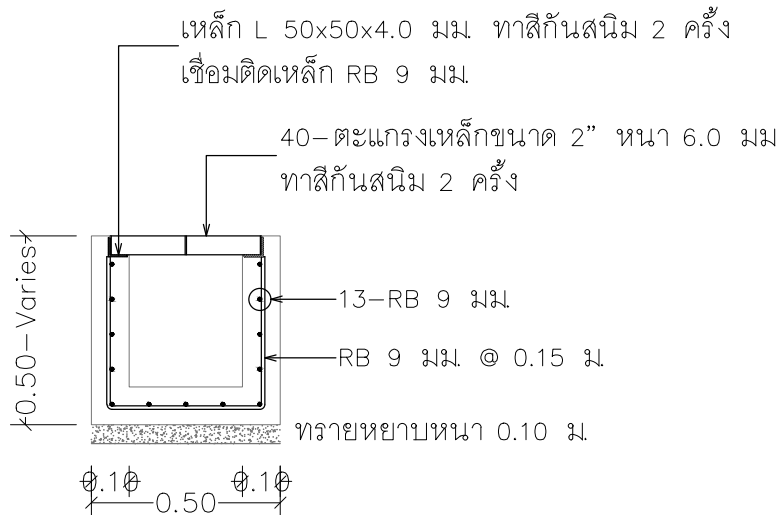 เหล็ก L 50x50x4.0 มม. ทาสีกันสนิม 2 ครั้ง
เชื่อมติดเหล็ก RB 9 มม.
40-ตะแกรงเหล็กขนาด 2" หนา 6.0 มม
ทาสีกันสนิม 2 ครั้ง
0.50-Varies
13-RB 9 มม.
RB 9 มม. @ 0.15 ม.
ทรายหยาบหนา 0.10 ม.
0.10
0.10
0.50